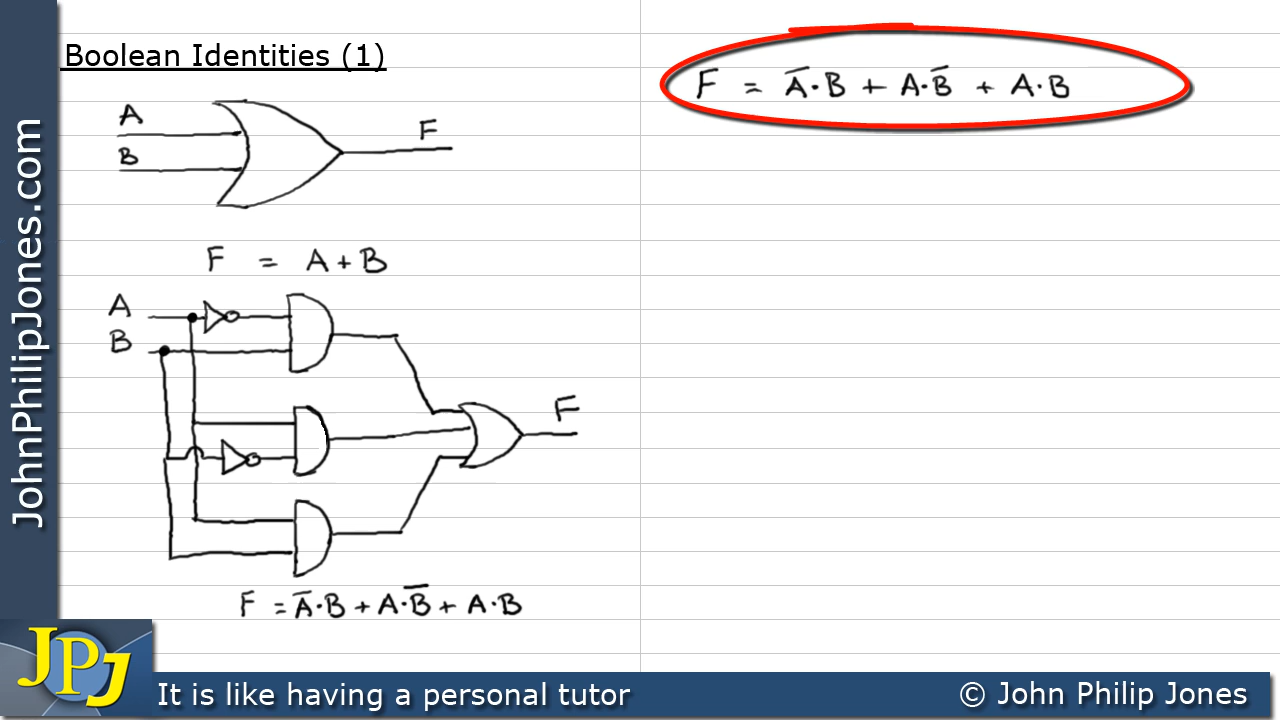 Boolean Identities (1)
A
B
F
F = A + B
A
B
F
F = A̅·B + A·B̅ + A·B
F = A̅·B + A·B̅ + A·B
JohnPhilipJones.com
JPJ
It is like having a personal tutor
© John Philip Jones